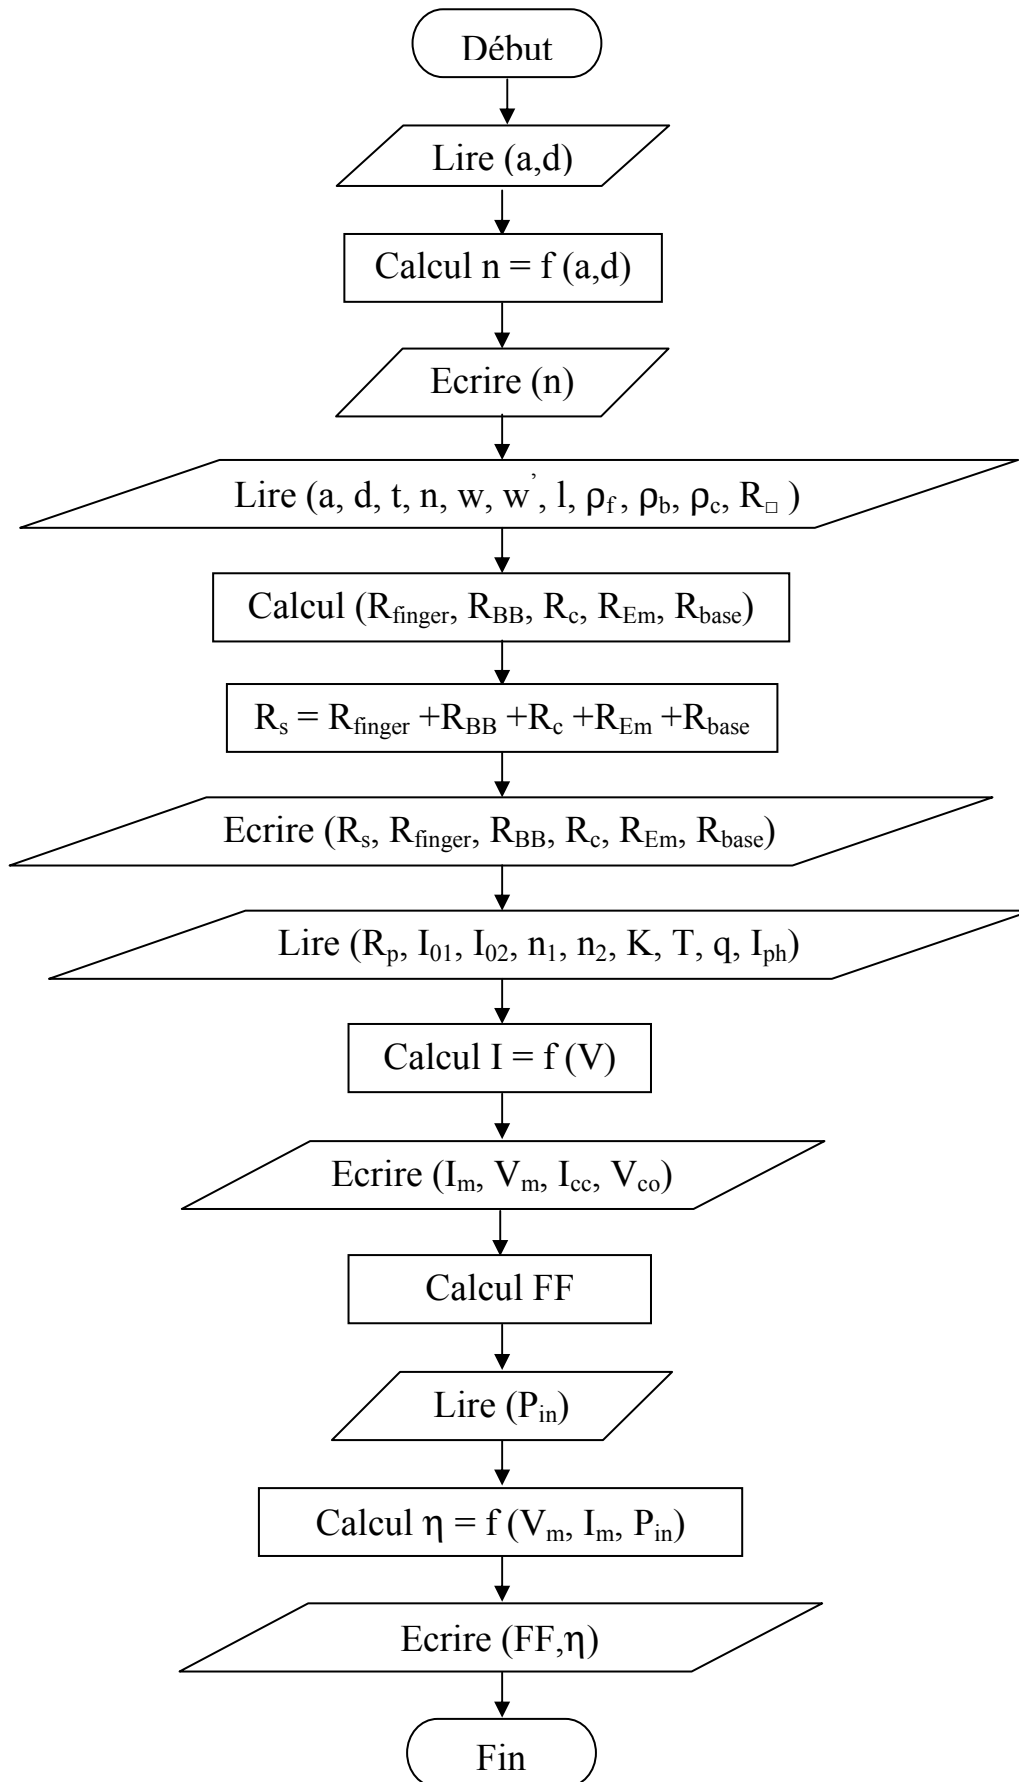 Début
Lire (a,d)
Calcul n = f (a,d)
Ecrire (n)
Lire (a, d, t, n, w, w', l, ρf, ρb, ρc, R□ )
Calcul (Rfinger, RBB, Rc, REm, Rbase)
Rs = Rfinger +RBB +Rc +REm +Rbase
Ecrire (Rs, Rfinger, RBB, Rc, REm, Rbase)
Lire (Rp, I01, I02, n1, n2, K, T, q, Iph)
Calcul I = f (V)
Ecrire (Im, Vm, Icc, Vco)
Calcul FF
Lire (Pin)
Calcul η = f (Vm, Im, Pin)
Ecrire (FF,η)
Fin